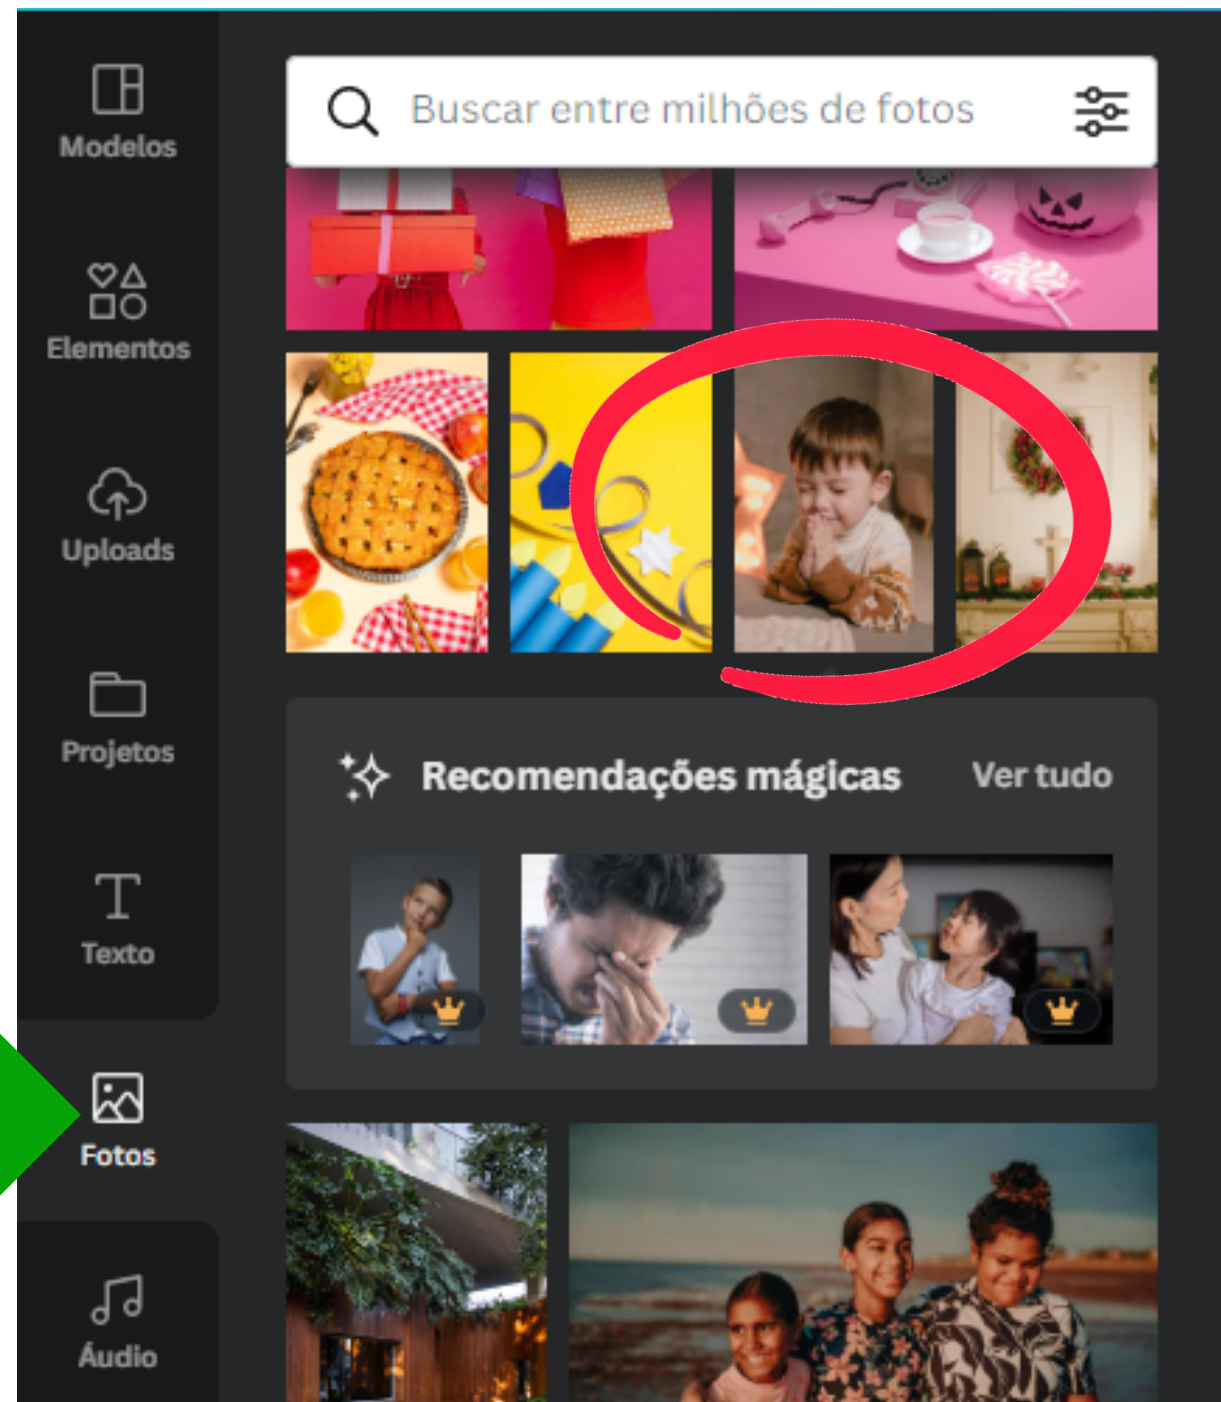 Buscar entre milhões de fotos
Modelos
Elementos
Uploads
Projetos
Recomendações mágicas
Ver tudo
Texto
Fotos
Áudio